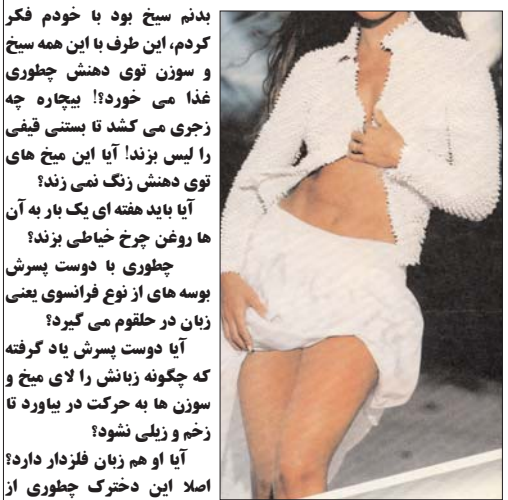 بدنم سیخ بود با خودم فکر
کردم، این طرف با این همه سیخ
و سوزن توی دهنش چطوری
غذا می خورد؟! بیچاره چه
زجری می کشد تا بستنی قیفی
را لیس بزند! آیا این میخ های
توی دهنش زنگ نمی زند؟
آیا باید هفته ای یک بار به آن
ها روغن چرخ خیاطی بزند؟
چطوری با دوست پسرش
بوسه های از نوع فرانسوی یعنی
زبان در حلقوم می گیرد؟
آیا دوست پسرش یاد گرفته
که چگونه زبانش را لای میخ و
سوزن ها به حرکت در بیاورد تا
زخم و زیلی نشود؟
آیا او هم زبان فلزدار دارد؟
اصلا این دخترک چطوری از